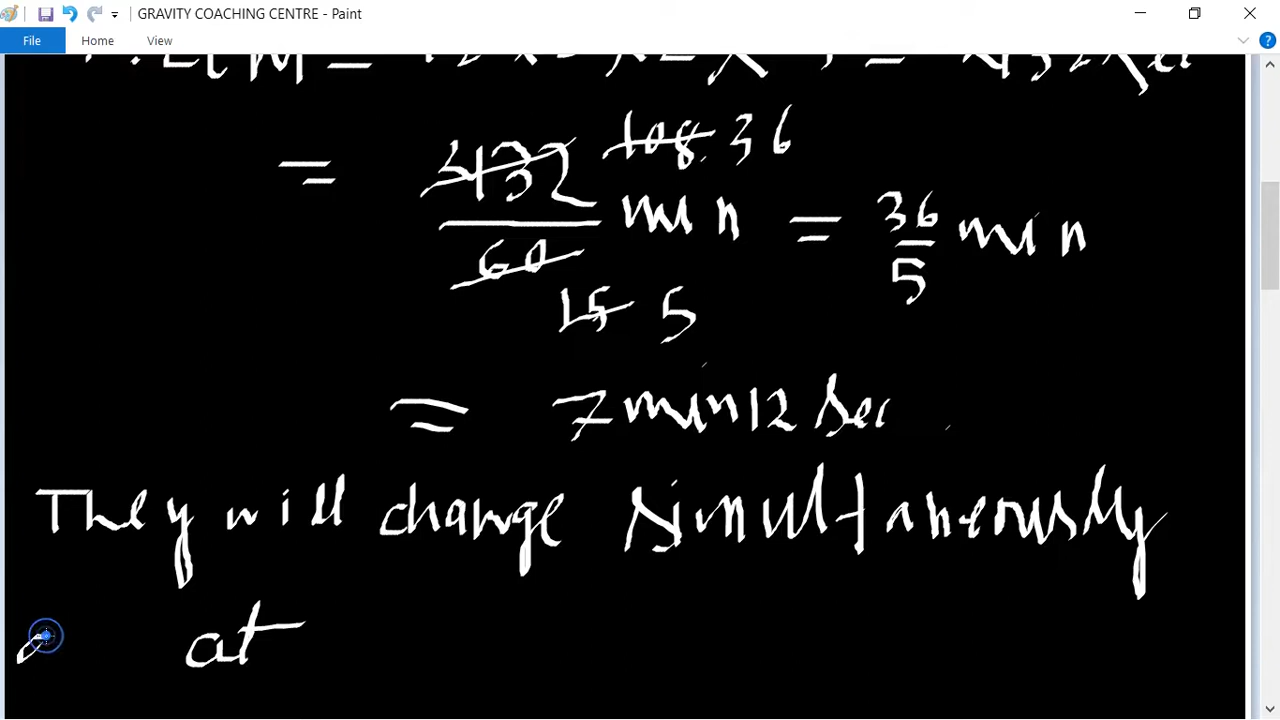 GRAVITY COACHING CENTRE - Paint
File Home View
= 432/60 108 36 min = 36/5 min
15 5
= 7 min 12 sec
They will change simultaneously
at